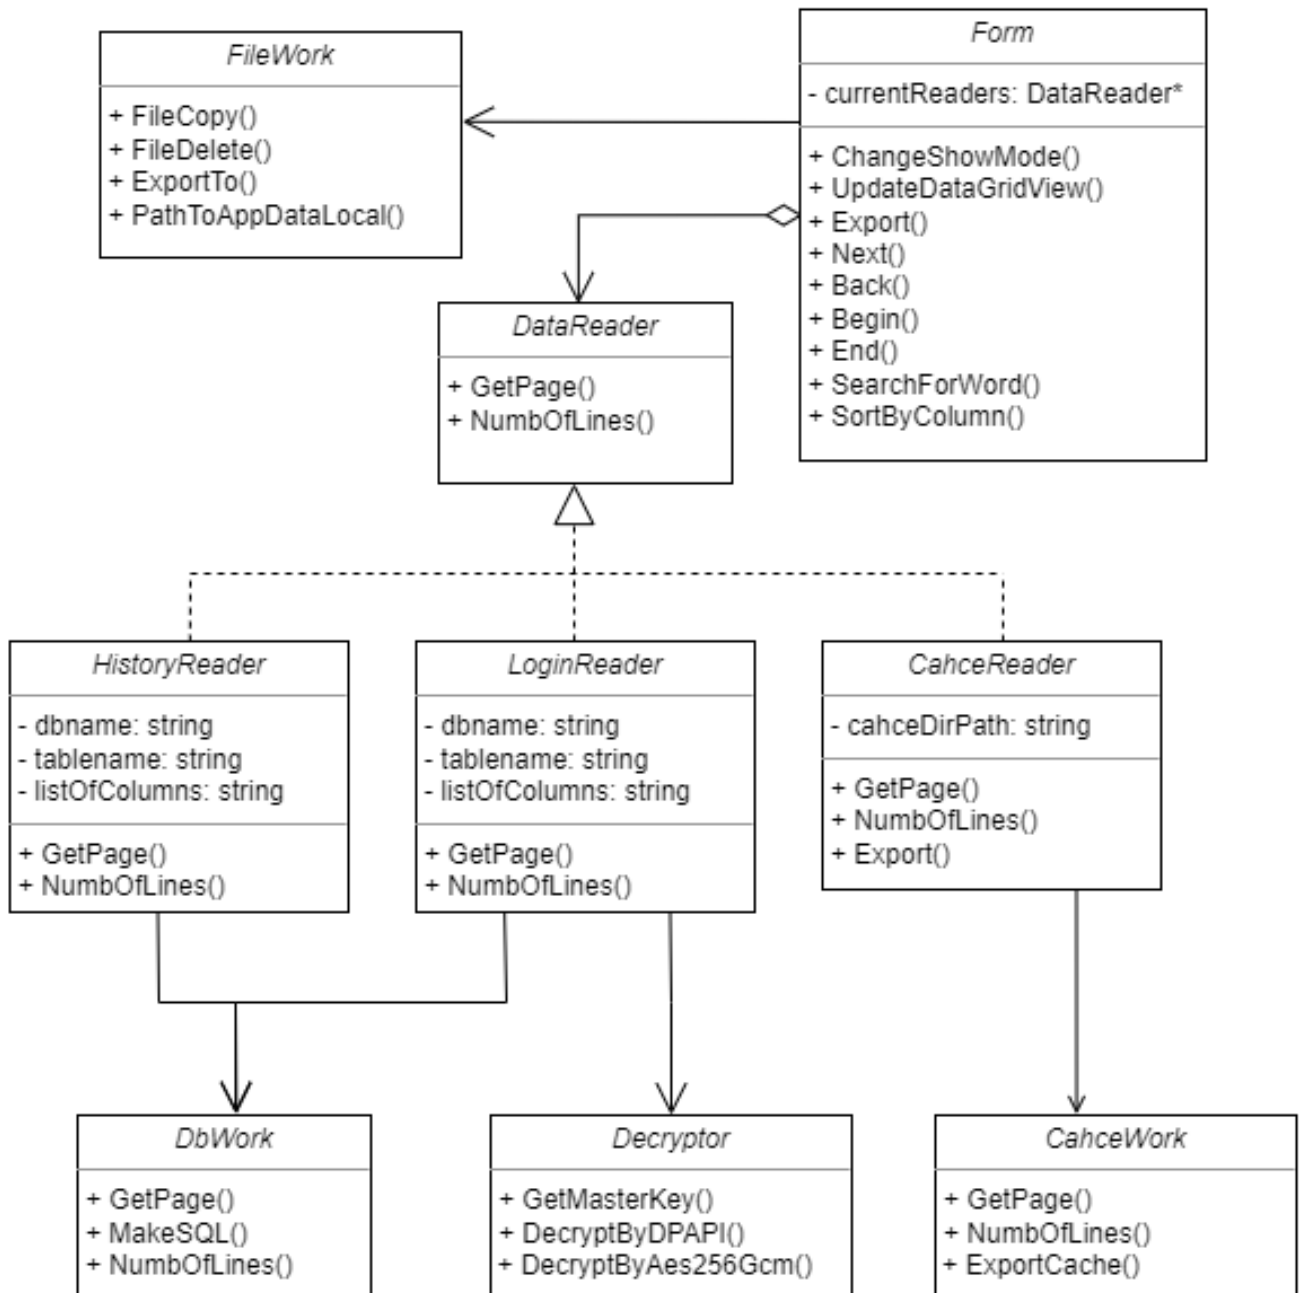 FileWork
+ FileCopy()
+ FileDelete()
+ ExportTo()
+ PathToAppDataLocal()
Form
- currentReaders: DataReader*
+ ChangeShowMode()
+ UpdateDataGridView()
+ Export()
+ Next()
+ Back()
+ Begin()
+ End()
+ SearchForWord()
+ SortByColumn()
DataReader
+ GetPage()
+ NumbOfLines()
HistoryReader
- dbname: string
- tablename: string
- listOfColumns: string
+ GetPage()
+ NumbOfLines()
LoginReader
- dbname: string
- tablename: string
- listOfColumns: string
+ GetPage()
+ NumbOfLines()
CahceReader
- cahceDirPath: string
+ GetPage()
+ NumbOfLines()
+ Export()
DbWork
+ GetPage()
+ MakeSQL()
+ NumbOfLines()
Decryptor
+ GetMasterKey()
+ DecryptByDPAPI()
+ DecryptByAes256Gcm()
CahceWork
+ GetPage()
+ NumbOfLines()
+ ExportCache()